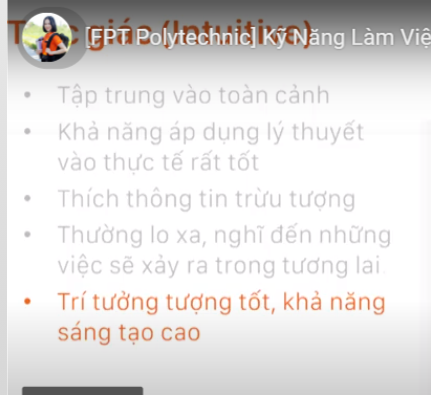 Trực giác (Intuitive)
[FPT Polytechnic] Kỹ Năng Làm Việ
• Tập trung vào toàn cảnh
• Khả năng áp dụng lý thuyết
vào thực tế rất tốt
• Thích thông tin trừu tượng
• Thường lo xa, nghĩ đến những
việc sẽ xảy ra trong tương lai
• Trí tưởng tượng tốt, khả năng
sáng tạo cao